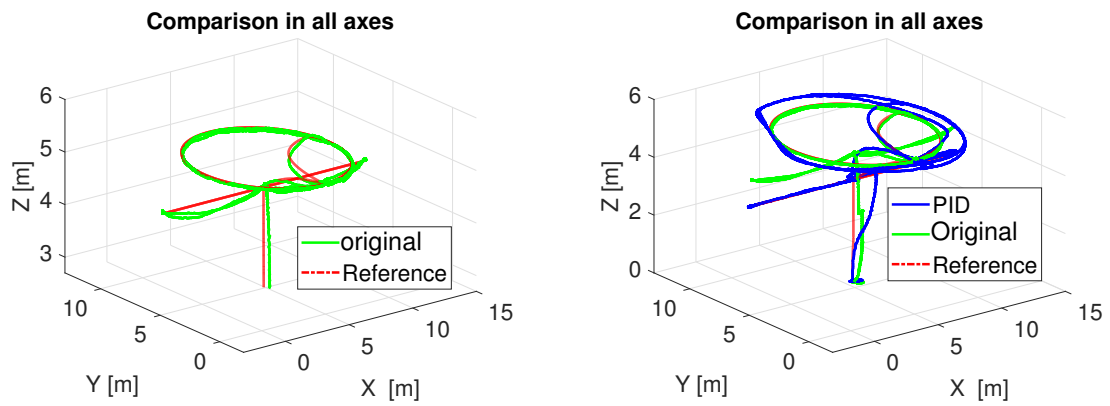 Comparison in all axes
6
5
4
3
Z [m]
10
5
0
Y [m]
0
5
10
15
X [m]
original
Reference
Comparison in all axes
6
4
2
0
Z [m]
10
5
0
Y [m]
0
5
10
15
X [m]
PID
Original
Reference